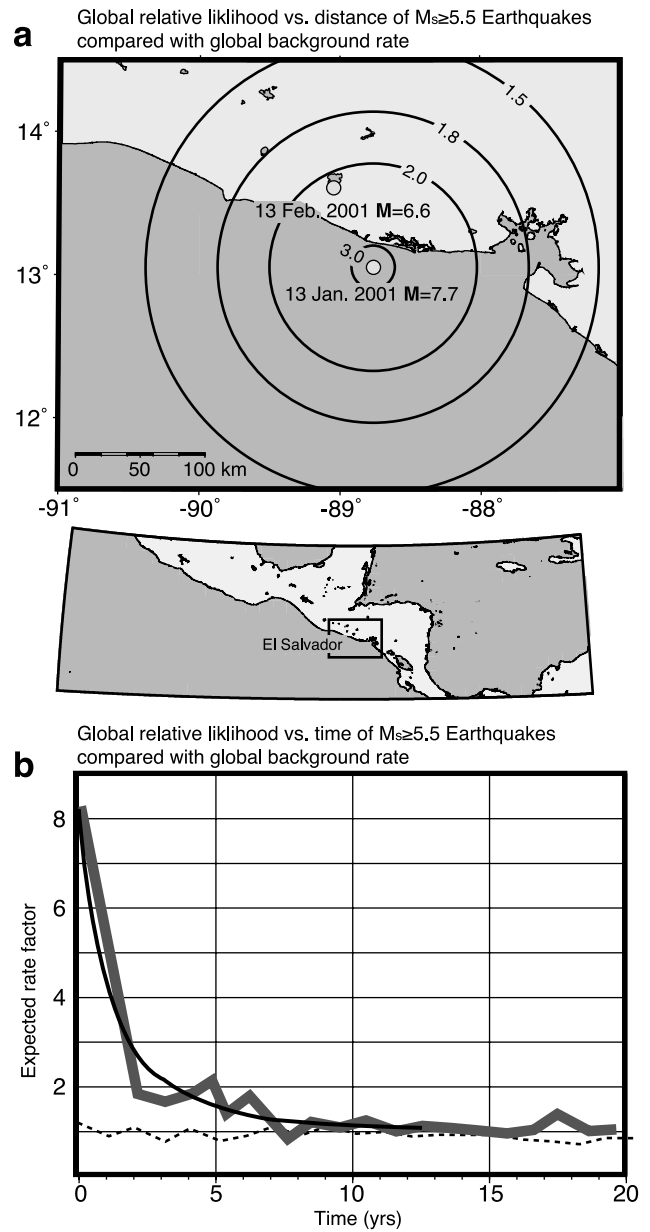 Global relative liklihood vs. distance of Ms≥5.5 Earthquakes
a compared with global background rate
1.5
14°
1.8
2.0
13 Feb. 2001 M=6.6
3.0
13°
13 Jan. 2001 M=7.7
12°
0 50 100 km
-91 -90° -89° -88°
El Salvador
Global relative liklihood vs. time of Ms≥5.5 Earthquakes
b compared with global background rate
8
6
4
2
Expected rate factor
0 5 10 15 20
Time (yrs)